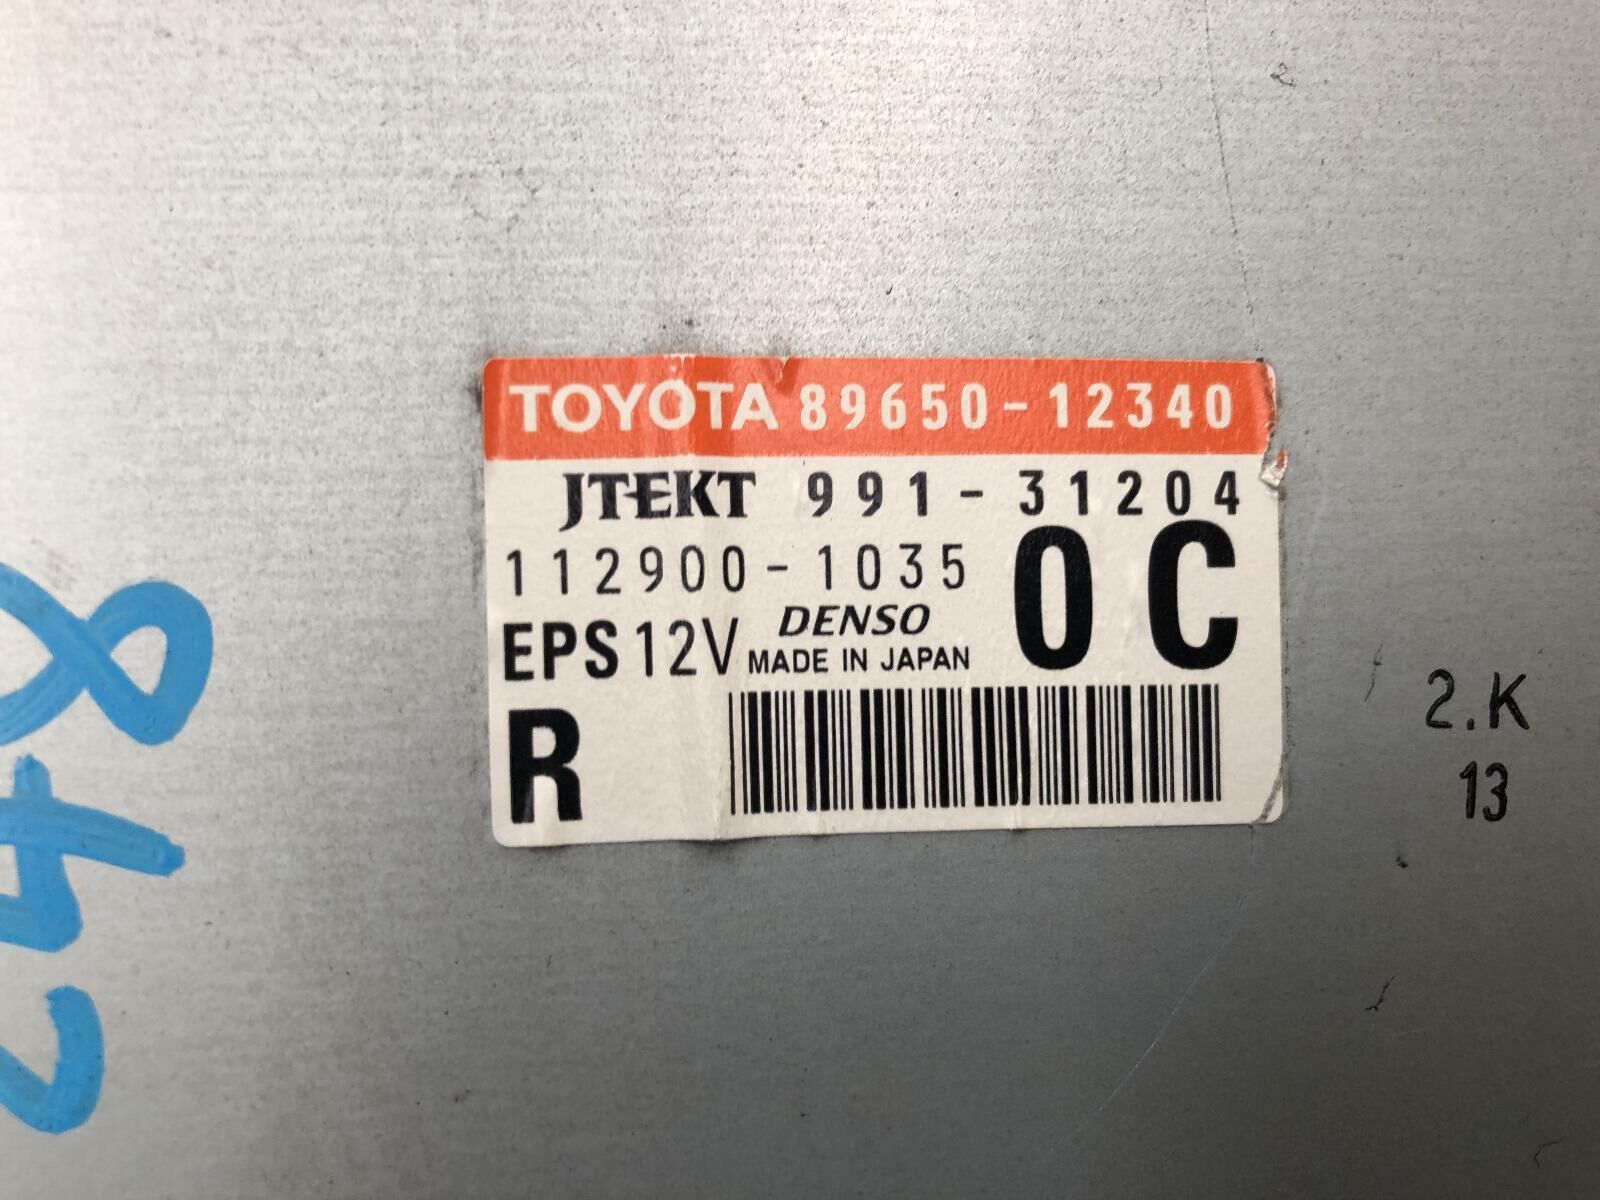 TOYOTA 89650-12340
JTEKT 991-31204
112900-1035 0C
EPS 12V DENSO
MADE IN JAPAN
R
2.K
13